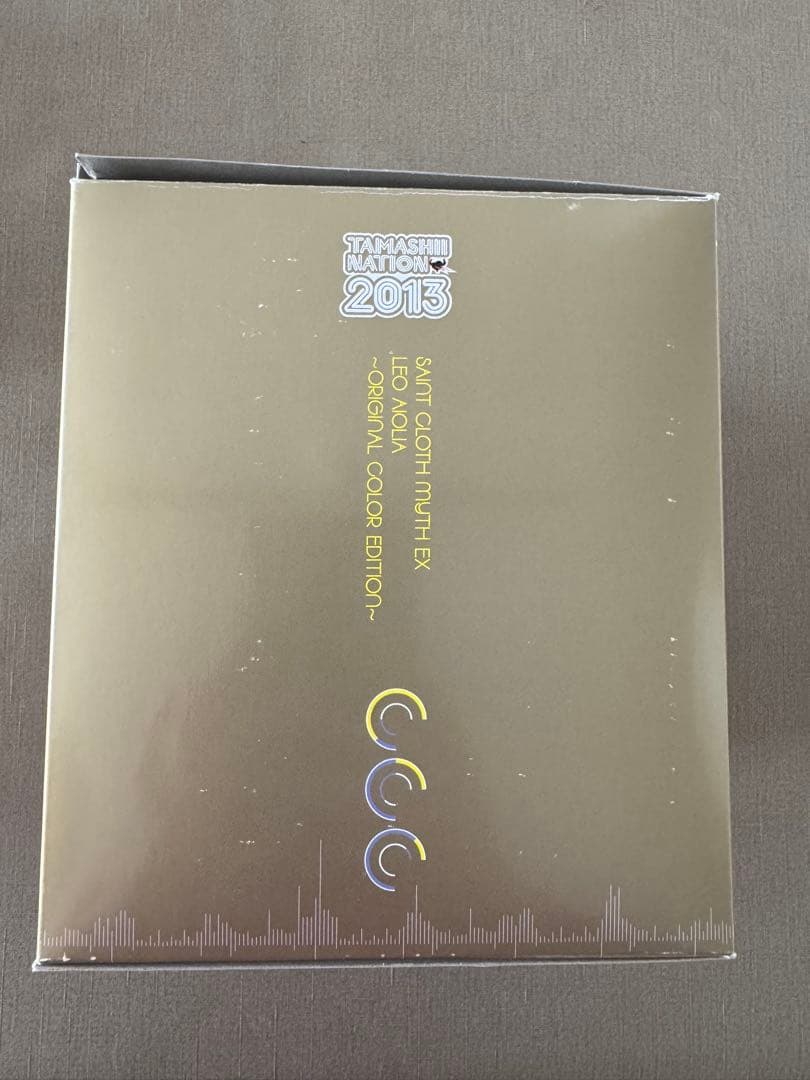 TAMASHII
NATION
2013
SAINT CLOTH MYTH EX
LEO AIOLIA
~ORIGINAL COLOR EDITION~